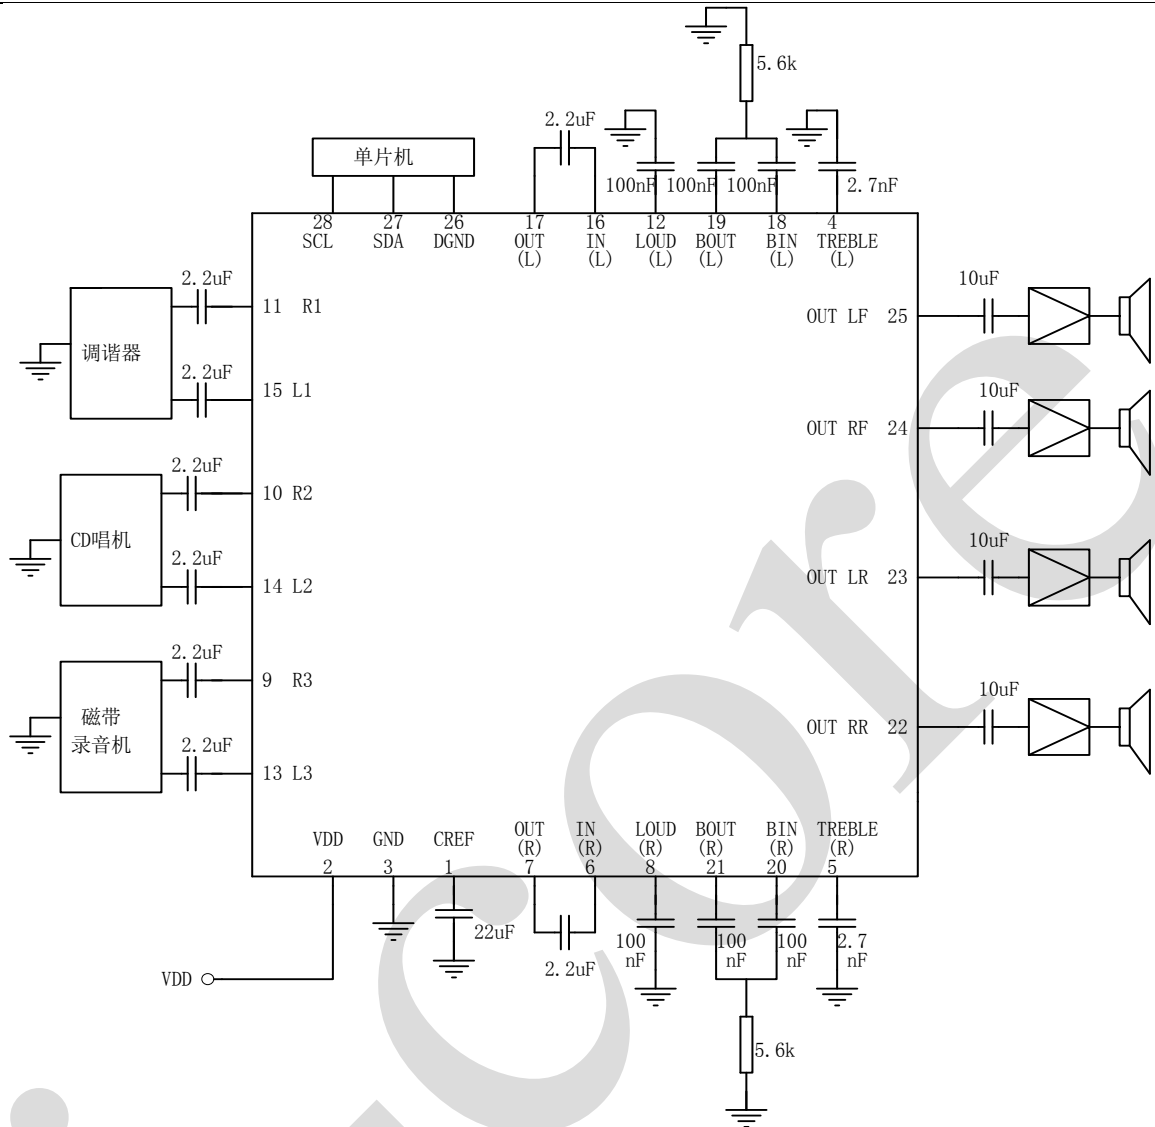 5.6k
2.2uF
单片机
100nF 100nF 100nF 2.7nF
28 27 26 17 16 12 19 18 4
SCL SDA DGND OUT IN LOUD BOUT BIN TREBLE
(L) (L) (L) (L) (L) (L)
2.2uF
11 R1
调谐器
2.2uF
15 L1
2.2uF
10 R2
CD唱机
2.2uF
14 L2
2.2uF
9 R3
磁带
录音机
2.2uF
13 L3
10uF
OUT LF 25
10uF
OUT RF 24
10uF
OUT LR 23
10uF
OUT RR 22
VDD GND CREF OUT IN LOUD BOUT BIN TREBLE
(R) (R) (R) (R) (R) (R)
2 3 1 7 6 8 21 20 5
22uF
2.2uF
100 100 100 2.7
nF nF nF nF
VDD
5.6k
core